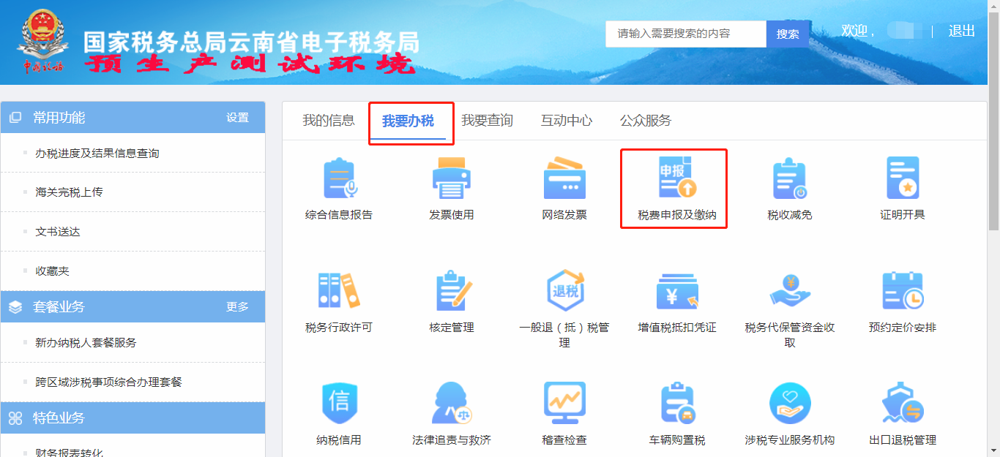 国家税务总局云南省电子税务局
中国税务
预生产测试环境
请输入需要搜索的内容
搜索
欢迎，
退出
常用功能
设置
办税进度及结果信息查询
海关完税上传
文书送达
收藏夹
套餐业务
更多
新办纳税人套餐服务
跨区域涉税事项综合办理套餐
特色业务
财务报表转化
我的信息
我要办税
我要查询
互动中心
公众服务
申报
综合信息报告
发票使用
网络发票
税费申报及缴纳
税收减免
证明开具
退税
税务行政许可
核定管理
一般退（抵）税管
理
增值税抵扣凭证
税务代保管资金收
取
预约定价安排
信
纳税信用
法律追责与救济
稽查检查
车辆购置税
涉税专业服务机构
出口退税管理